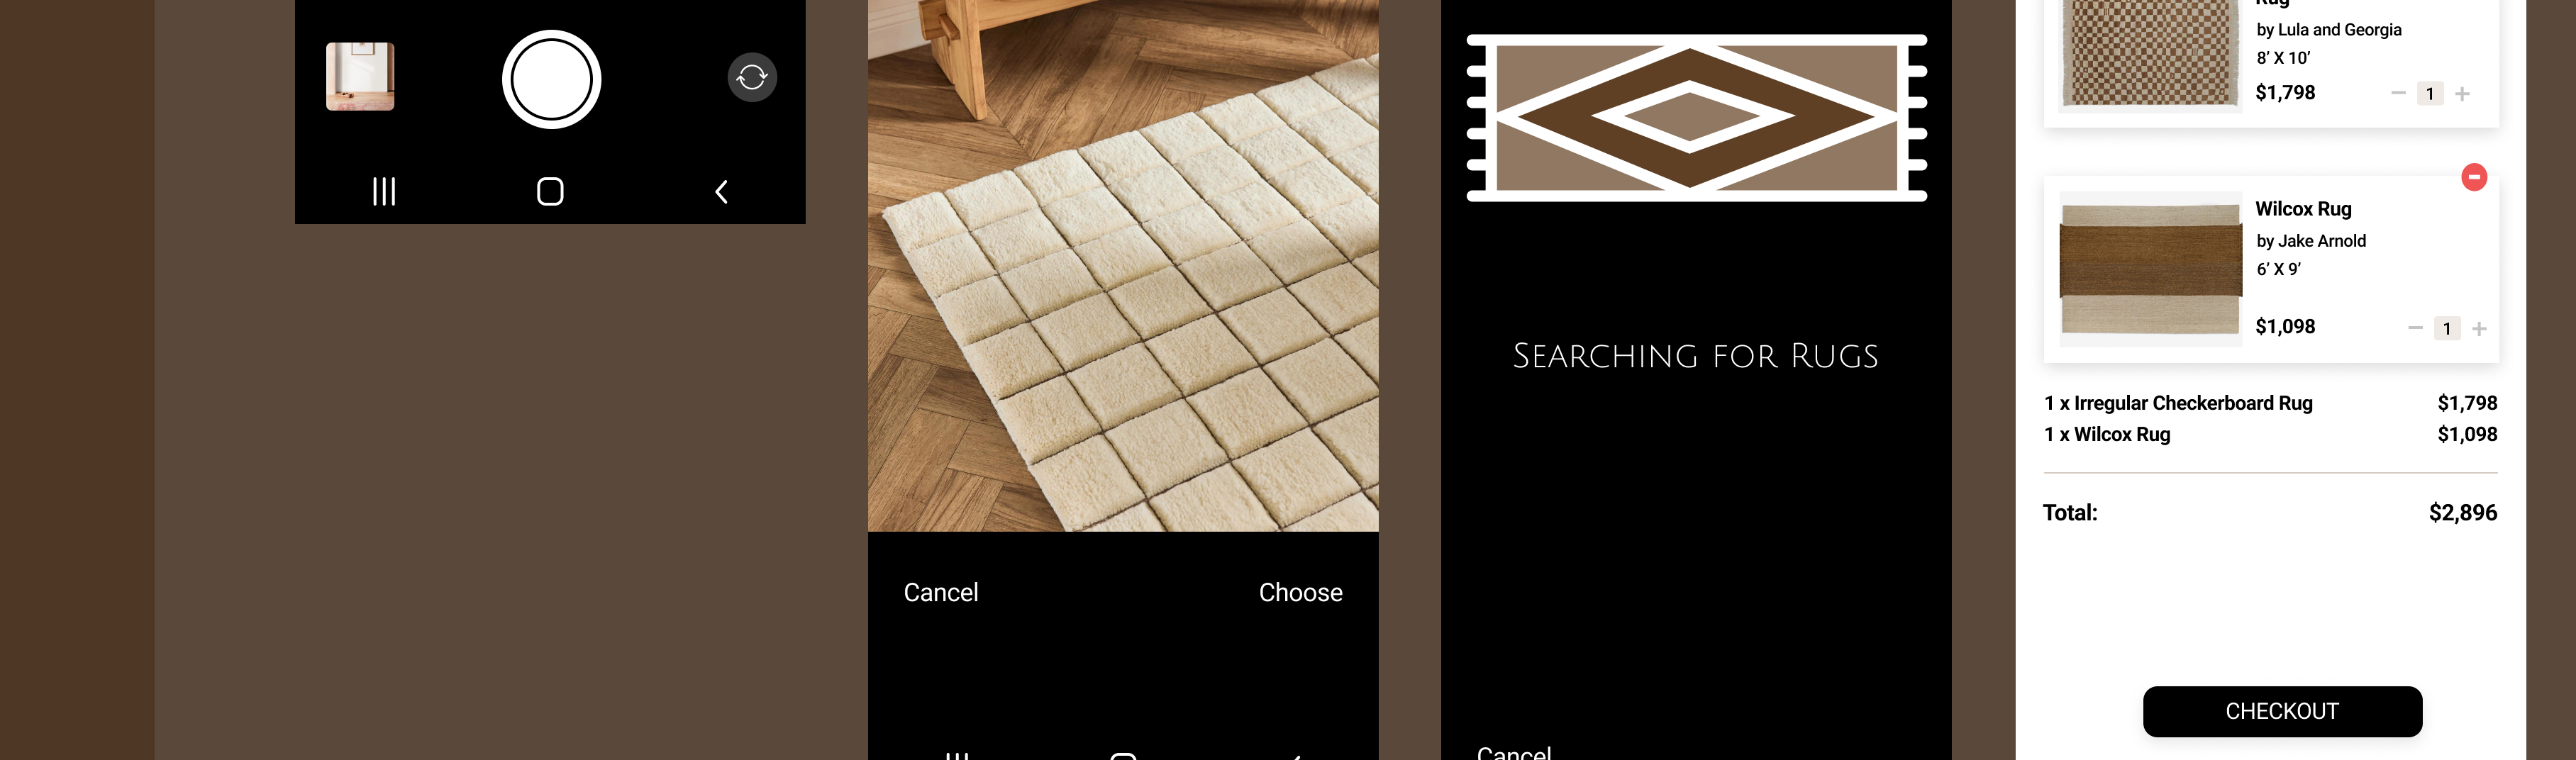 Cancel
Choose
SEARCHING FOR RUGS
Cancel
Rug
by Lula and Georgia
8’ X 10’
$1,798
1
Wilcox Rug
by Jake Arnold
6’ X 9’
$1,098
1
1 x Irregular Checkerboard Rug $1,798
1 x Wilcox Rug $1,098
Total: $2,896
CHECKOUT